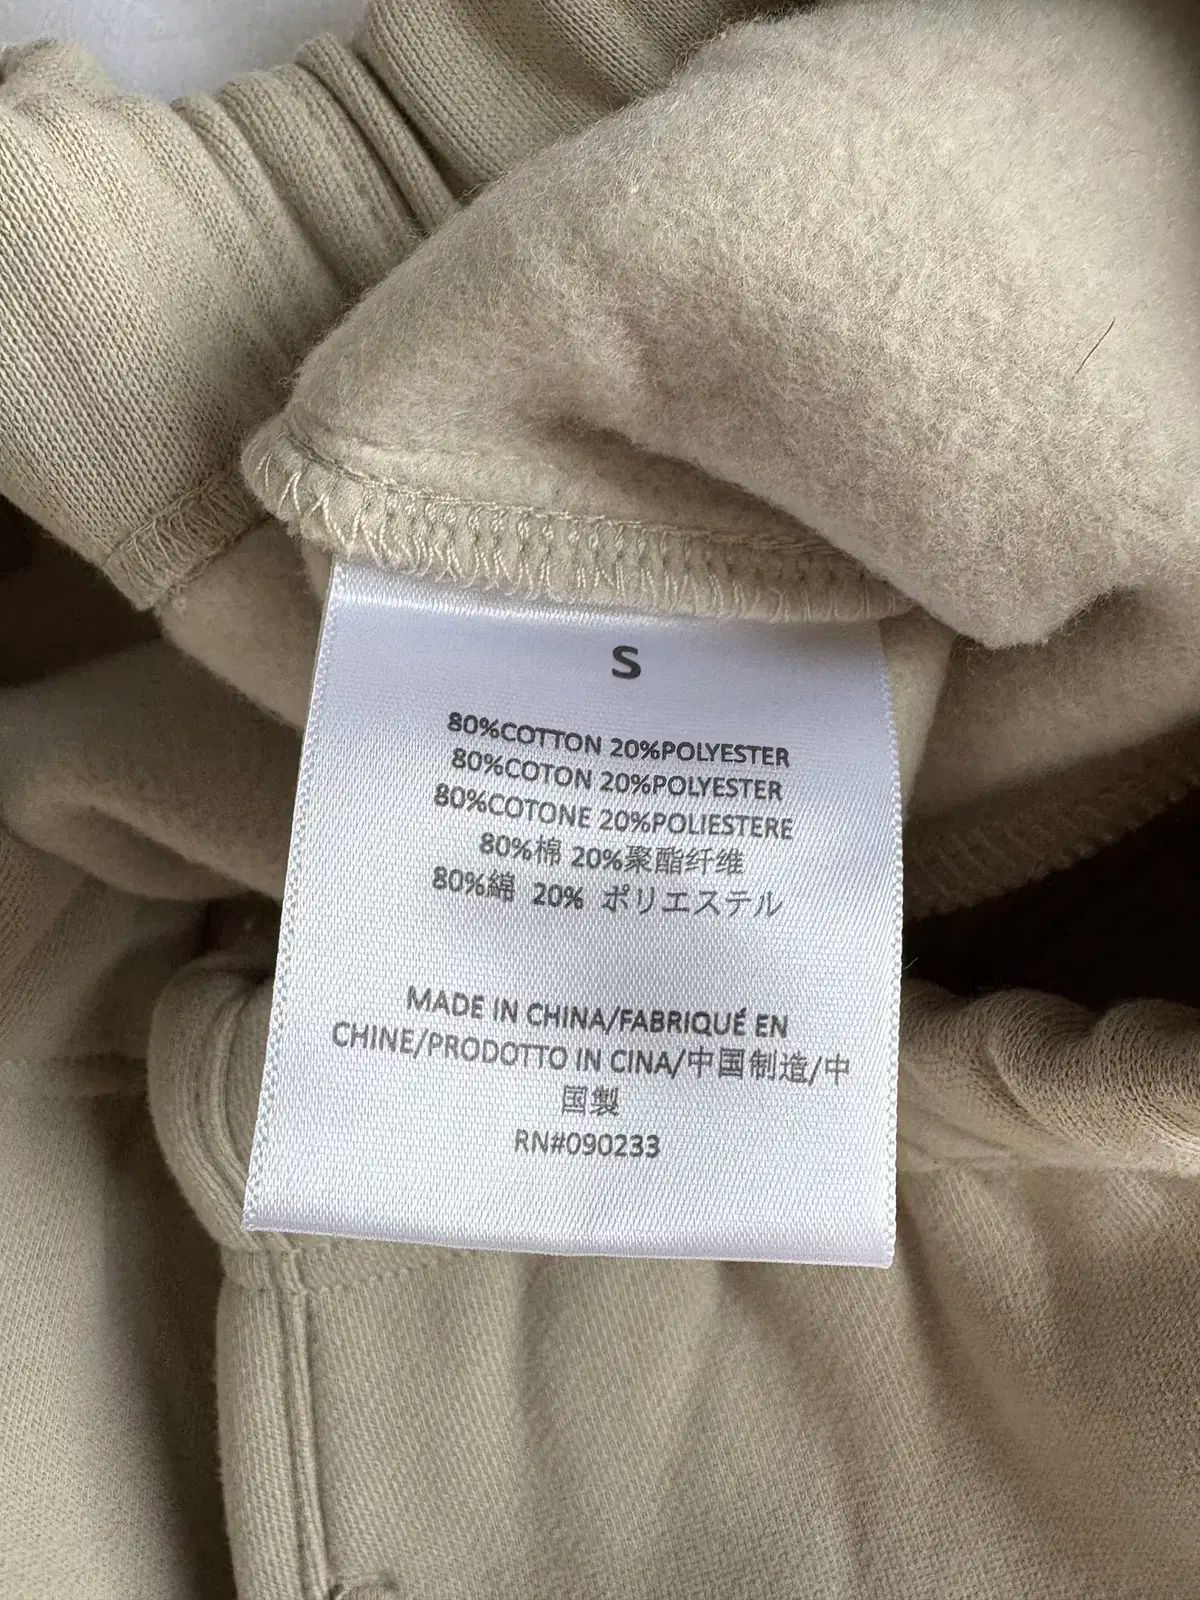 S
80%COTTON 20%POLYESTER
80%COTON 20%POLYESTER
80%COTONE 20%POLIESTERE
80%棉 20%聚酯纤维
80%綿 20% ポリエステル
MADE IN CHINA/FABRIQUÉ EN
CHINE/PRODOTTO IN CINA/中国制造/中
国製
RN#090233